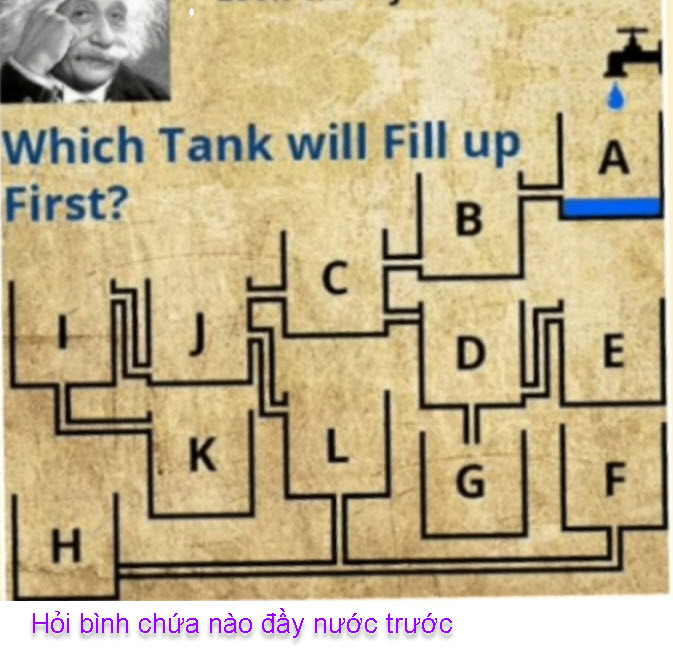 Which Tank will Fill up
First?
A
B
C
I
J
D
E
K
L
G
F
H
Hỏi bình chứa nào đầy nước trước